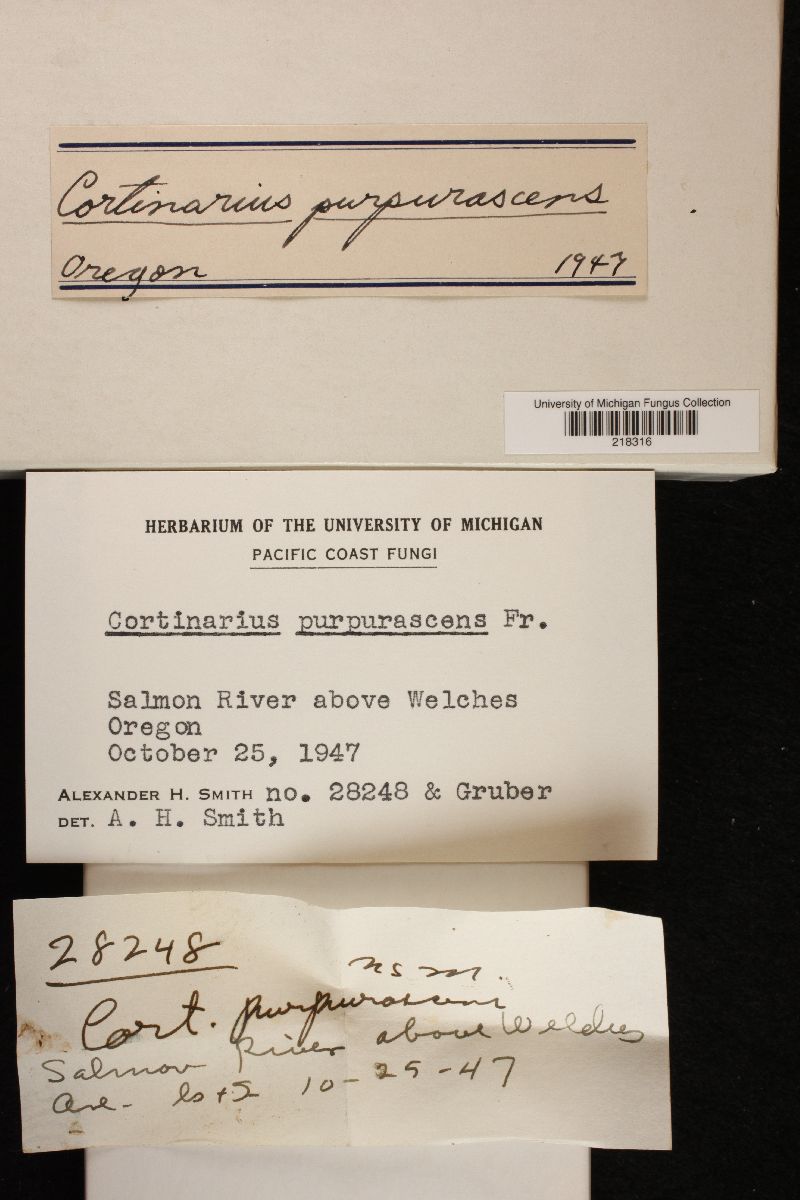 Cortinarius purpurascens
Oregon 1947
University of Michigan Fungus Collection
218316
HERBARIUM OF THE UNIVERSITY OF MICHIGAN
PACIFIC COAST FUNGI
Cortinarius purpurascens Fr.
Salmon River above Welches
Oregon
October 25, 1947
ALEXANDER H. SMITH no. 28248 & Gruber
DET. A. H. Smith
28248
Cort. purpurascens
Salmon River above Welches
10-25-47